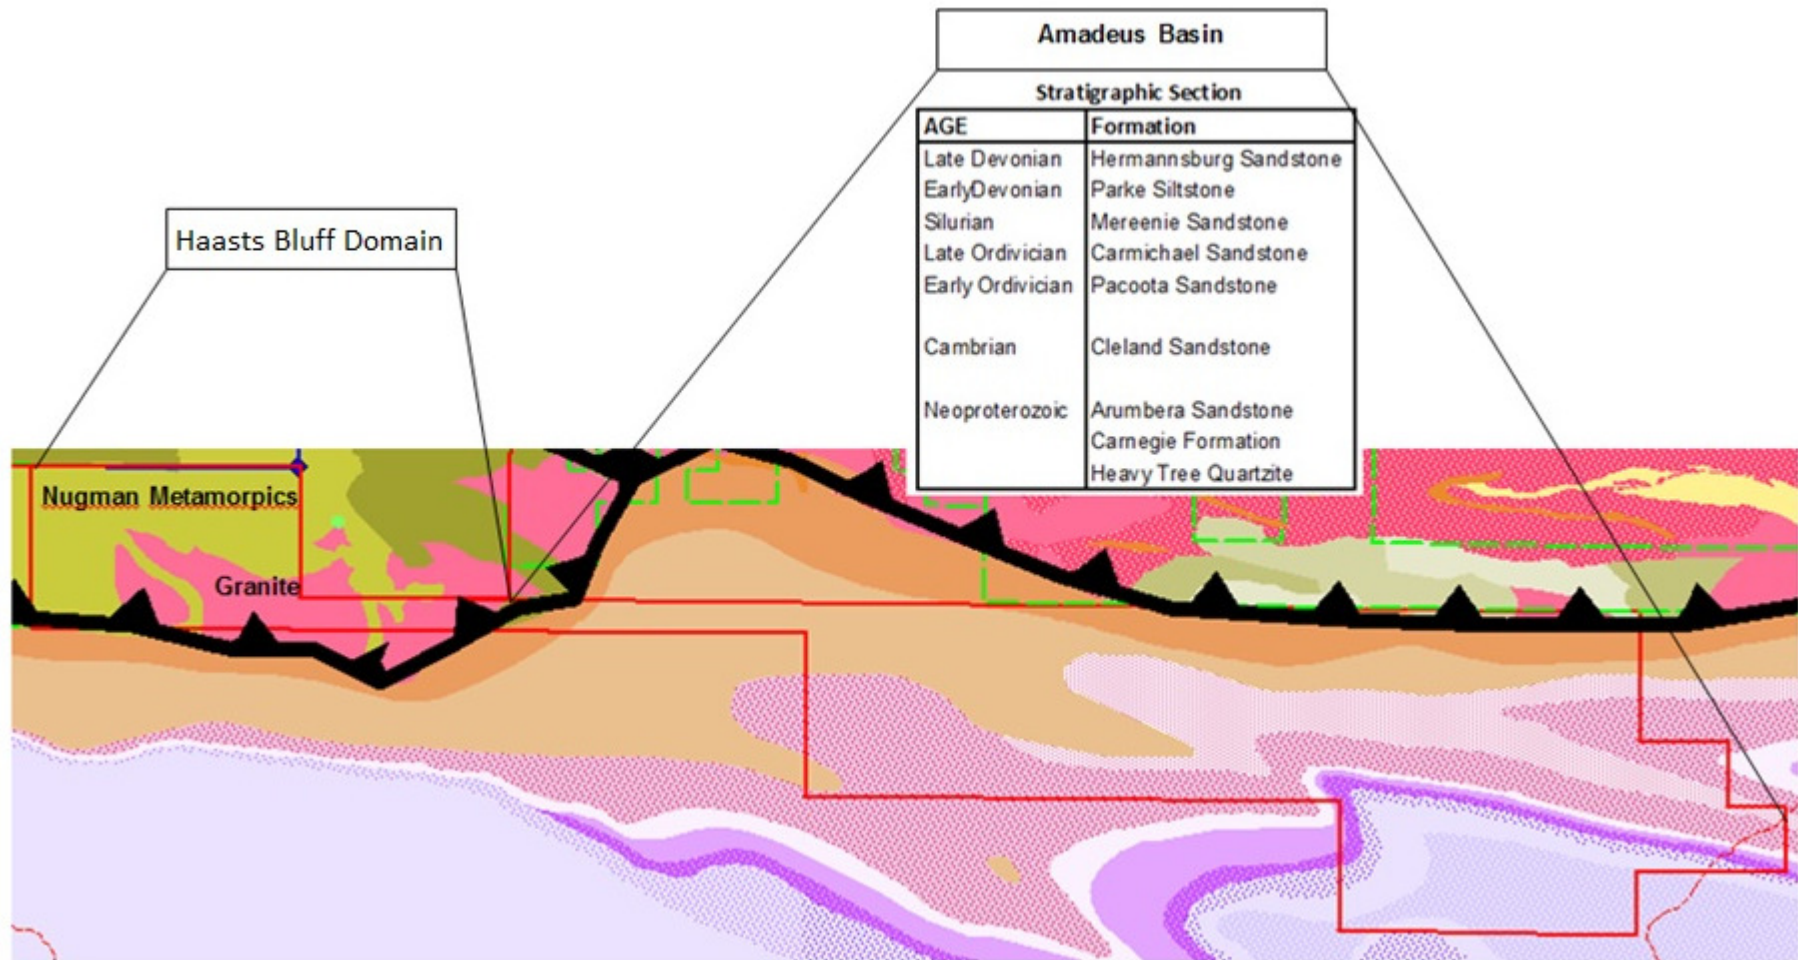 Amadeus Basin
Stratigraphic Section
AGE Formation
Late Devonian Hermannsburg Sandstone
EarlyDevonian Parke Siltstone
Silurian Mereenie Sandstone
Late Ordivician Carmichael Sandstone
Early Ordivician Pacoota Sandstone
Cambrian Cleland Sandstone
Neoproterozoic Arumbera Sandstone
Carnegie Formation
Heavy Tree Quartzite
Haasts Bluff Domain
Nugman Metamorpics
Granite